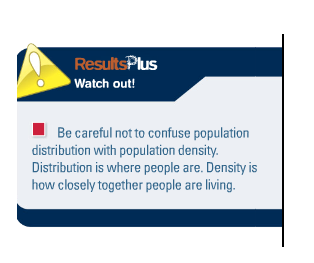 ResultsPlus
Watch out!
Be careful not to confuse population
distribution with population density.
Distribution is where people are. Density is
how closely together people are living.